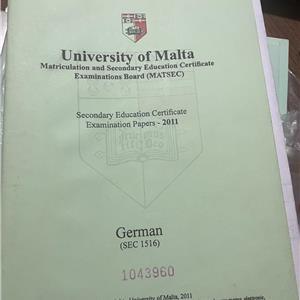 University of Malta
Matriculation and Secondary Education Certificate
Examinations Board (MATSEC)
Secondary Education Certificate
Examination Papers - 2011
German
(SEC 1516)
1043960
University of Malta, 2011